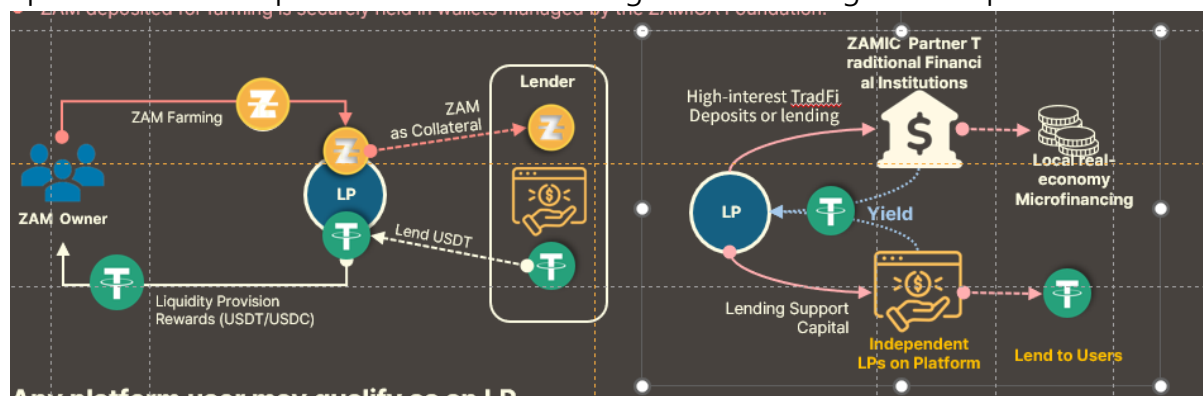 ZAM deposited for farming is securely held in wallets managed by the ZAMIGA Foundation.
ZAM Farming
ZAM Owner
LP
ZAM
as Collateral
Lend USDT
Lender
Liquidity Provision
Rewards (USDT/USDC)
ZAMIC Partner T
raditional Financi
al Institutions
High-interest TradFi
Deposits or lending
LP
Yield
Local real-
economy
Microfinancing
Lending Support
Capital
Independent
LPs on Platform
Lend to Users
Any platform user may qualify as an LP